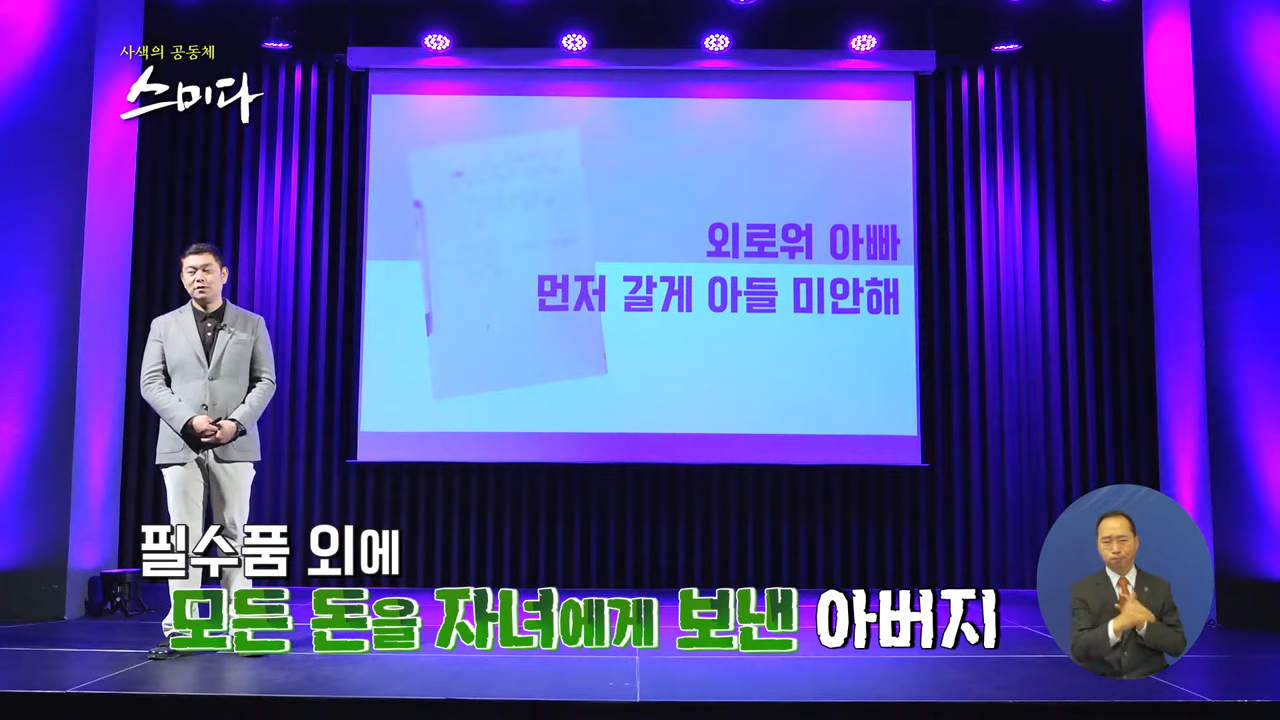 사색의 공동체
스미다
외로워 아빠
먼저 갈게 아들 미안해
필수품 외에
모든 돈을 자녀에게 보낸 아버지